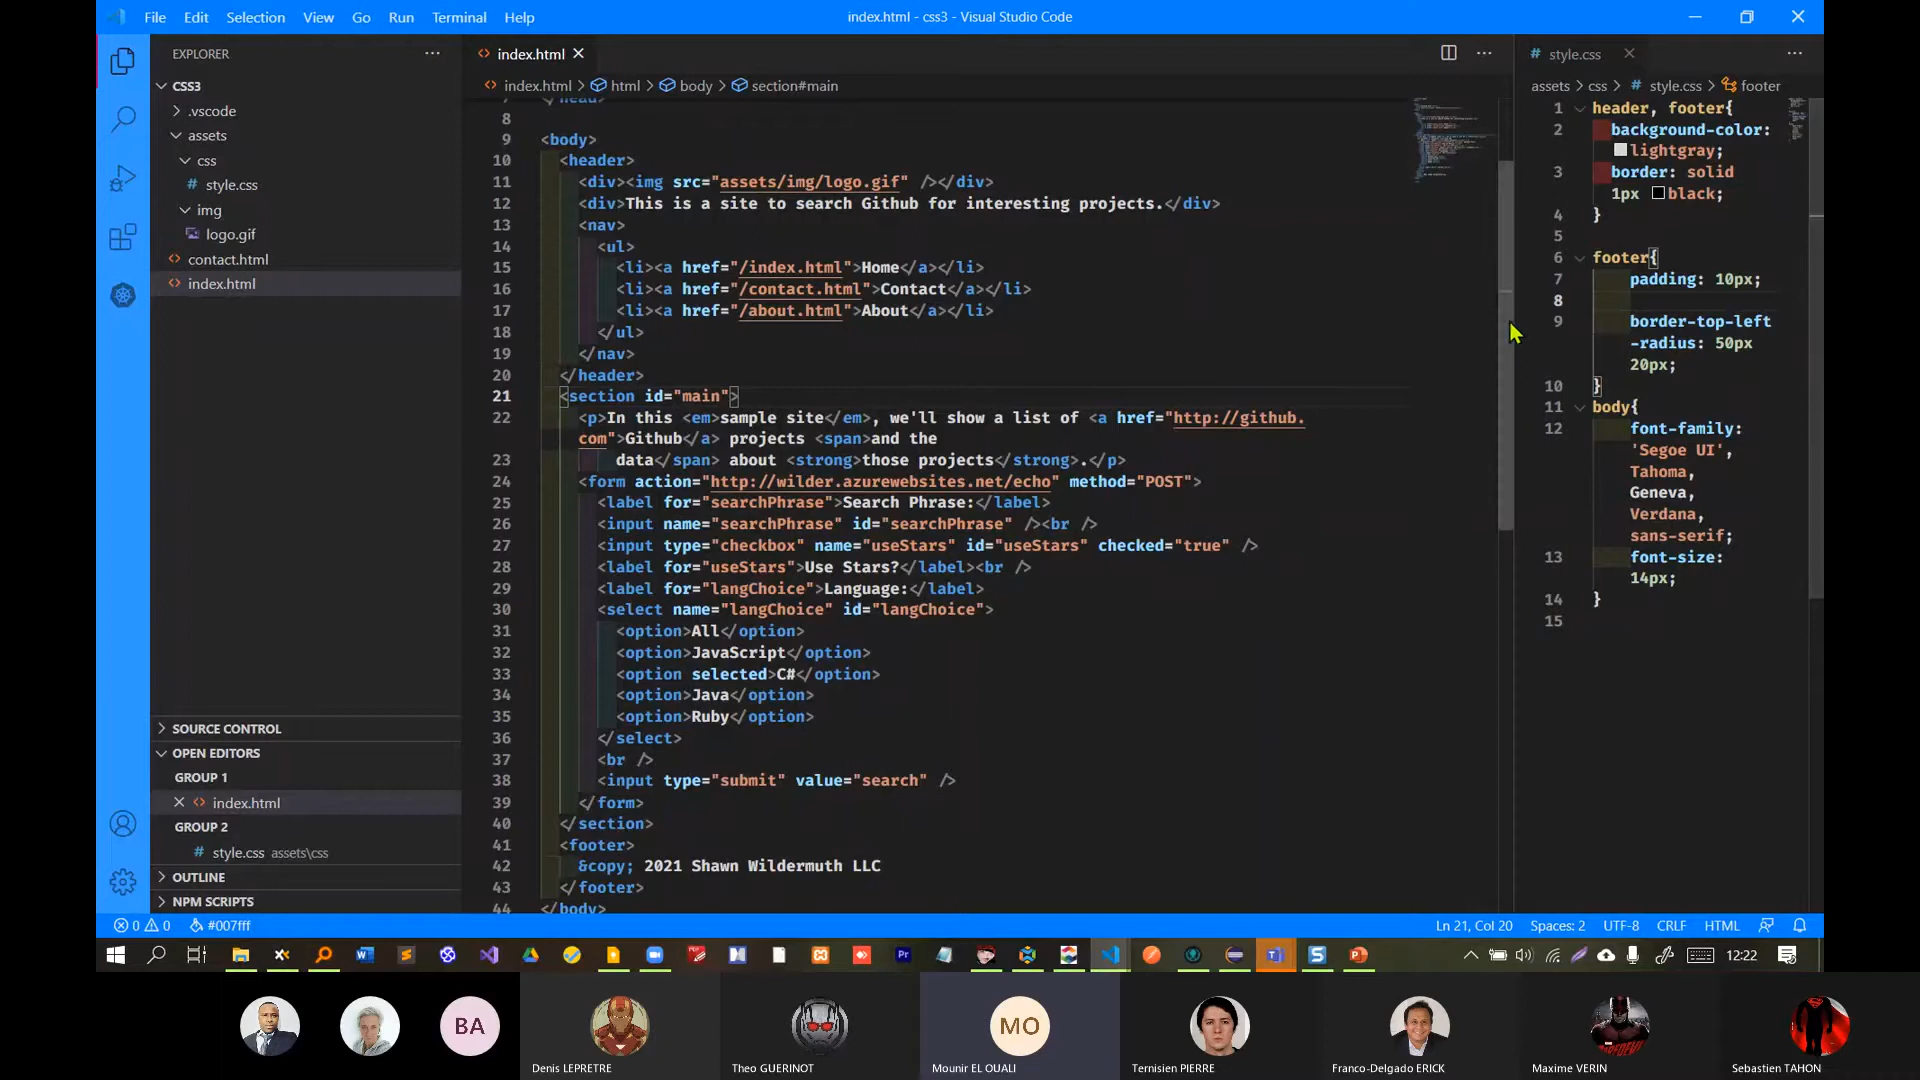 File Edit Selection View Go Run Terminal Help
index.html - css3 - Visual Studio Code
EXPLORER
CSS3
.vscode
assets
css
style.css
img
logo.gif
contact.html
index.html
SOURCE CONTROL
OPEN EDITORS
GROUP 1
index.html
GROUP 2
style.css assets\css
OUTLINE
NPM SCRIPTS
index.html
index.html > html > body > section#main
7 </head>
8
9 <body>
10 <header>
11 <div><img src="assets/img/logo.gif" /></div>
12 <div>This is a site to search Github for interesting projects.</div>
13 <nav>
14 <ul>
15 <li><a href="/index.html">Home</a></li>
16 <li><a href="/contact.html">Contact</a></li>
17 <li><a href="/about.html">About</a></li>
18 </ul>
19 </nav>
20 </header>
21 <section id="main">
22 <p>In this <em>sample site</em>, we'll show a list of <a href="http://github.
com">Github</a> projects <span>and the
23 data</span> about <strong>those projects</strong>.</p>
24 <form action="http://wilder.azurewebsites.net/echo" method="POST">
25 <label for="searchPhrase">Search Phrase:</label>
26 <input name="searchPhrase" id="searchPhrase" /><br />
27 <input type="checkbox" name="useStars" id="useStars" checked="true" />
28 <label for="useStars">Use Stars?</label><br />
29 <label for="langChoice">Language:</label>
30 <select name="langChoice" id="langChoice">
31 <option>All</option>
32 <option>JavaScript</option>
33 <option selected>C#</option>
34 <option>Java</option>
35 <option>Ruby</option>
36 </select>
37 <br />
38 <input type="submit" value="search" />
39 </form>
40 </section>
41 <footer>
42 &copy; 2021 Shawn Wildermuth LLC
43 </footer>
44 </body>
style.css
assets > css > style.css > footer
1 header, footer{
2 background-color:
lightgray;
3 border: solid
1px black;
4 }
5
6 footer{
7 padding: 10px;
8
9 border-top-left
-radius: 50px
20px;
10 }
11 body{
12 font-family:
'Segoe UI',
Tahoma,
Geneva,
Verdana,
sans-serif;
13 font-size:
14px;
14 }
15
0 0 #007fff
Ln 21, Col 20 Spaces: 2 UTF-8 CRLF HTML
12:22
BA
MO
Denis LEPRETRE
Theo GUERINOT
Mounir EL OUALI
Ternisien PIERRE
Franco-Delgado ERICK
Maxime VERIN
Sebastien TAHON